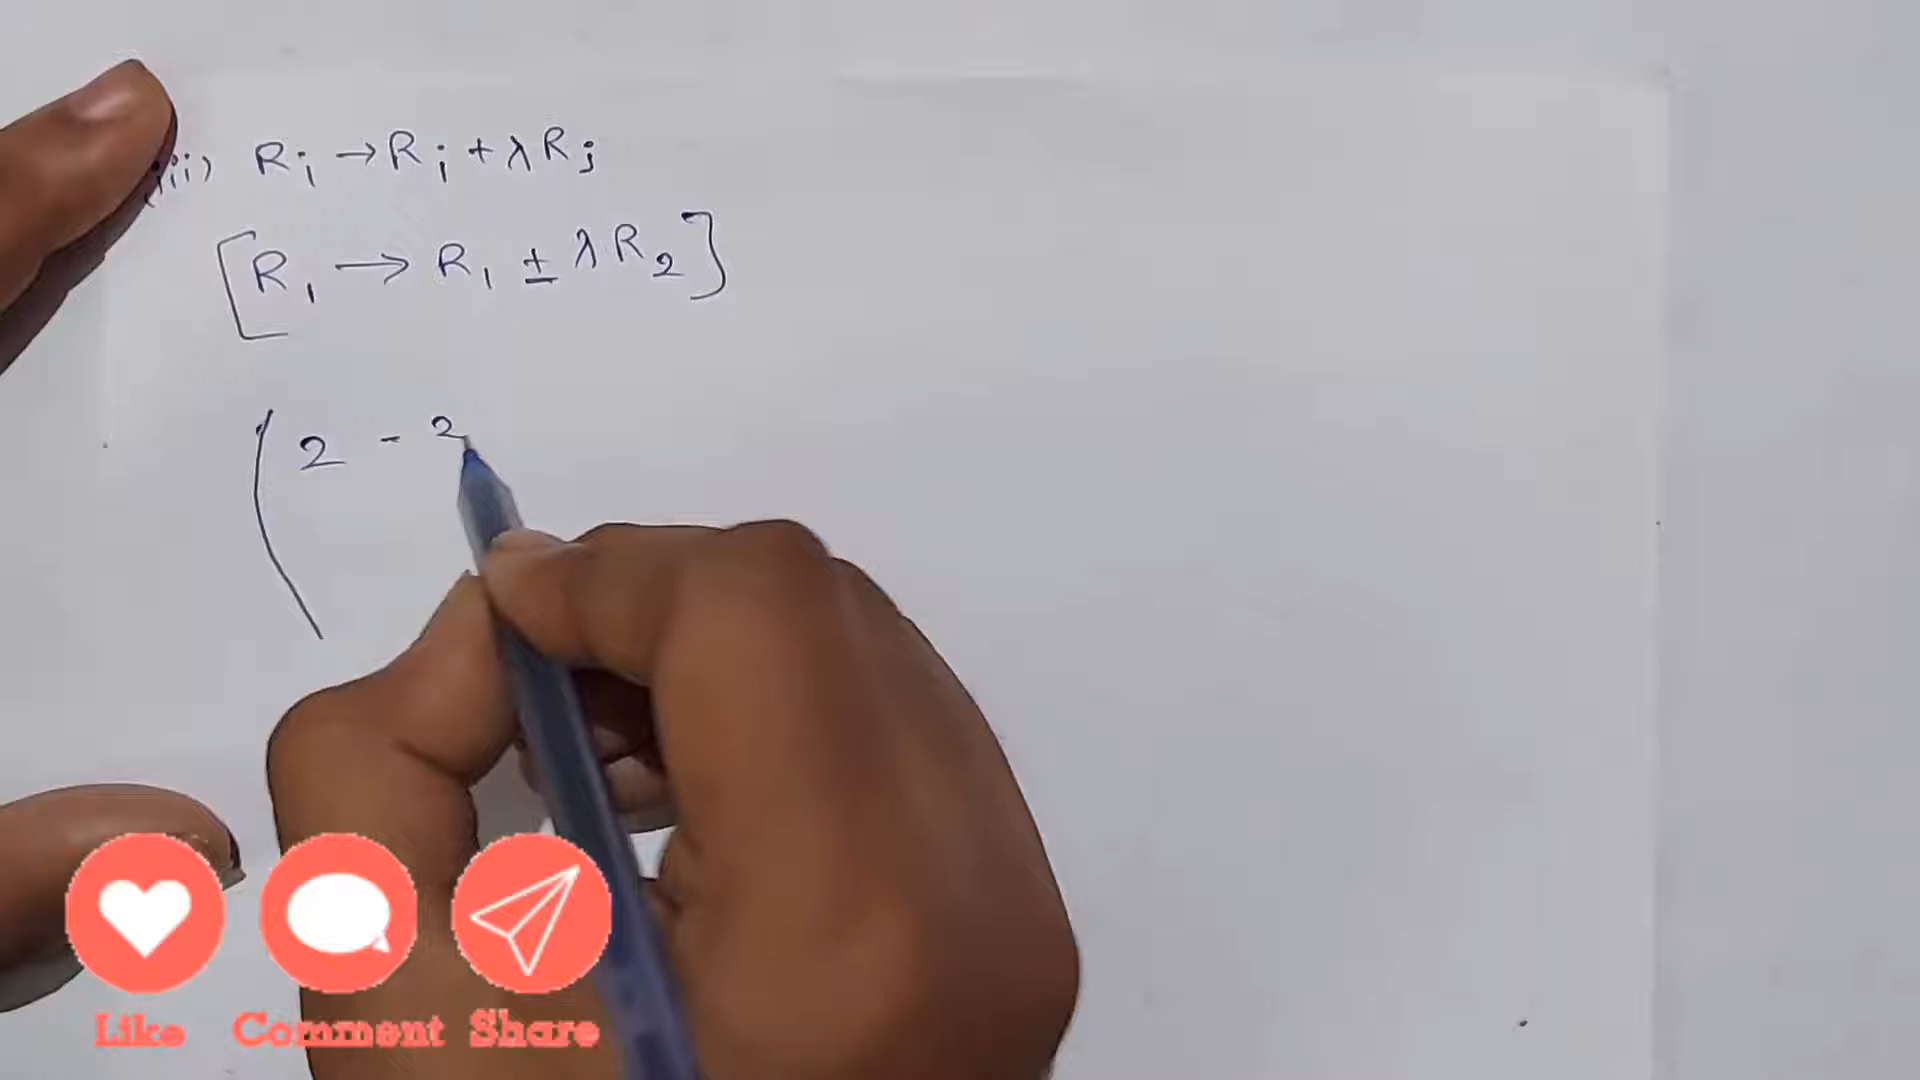 (iii) Ri → Ri + λRj
[R1 → R1 ± λR2]
( 2 - 2
Like Comment Share